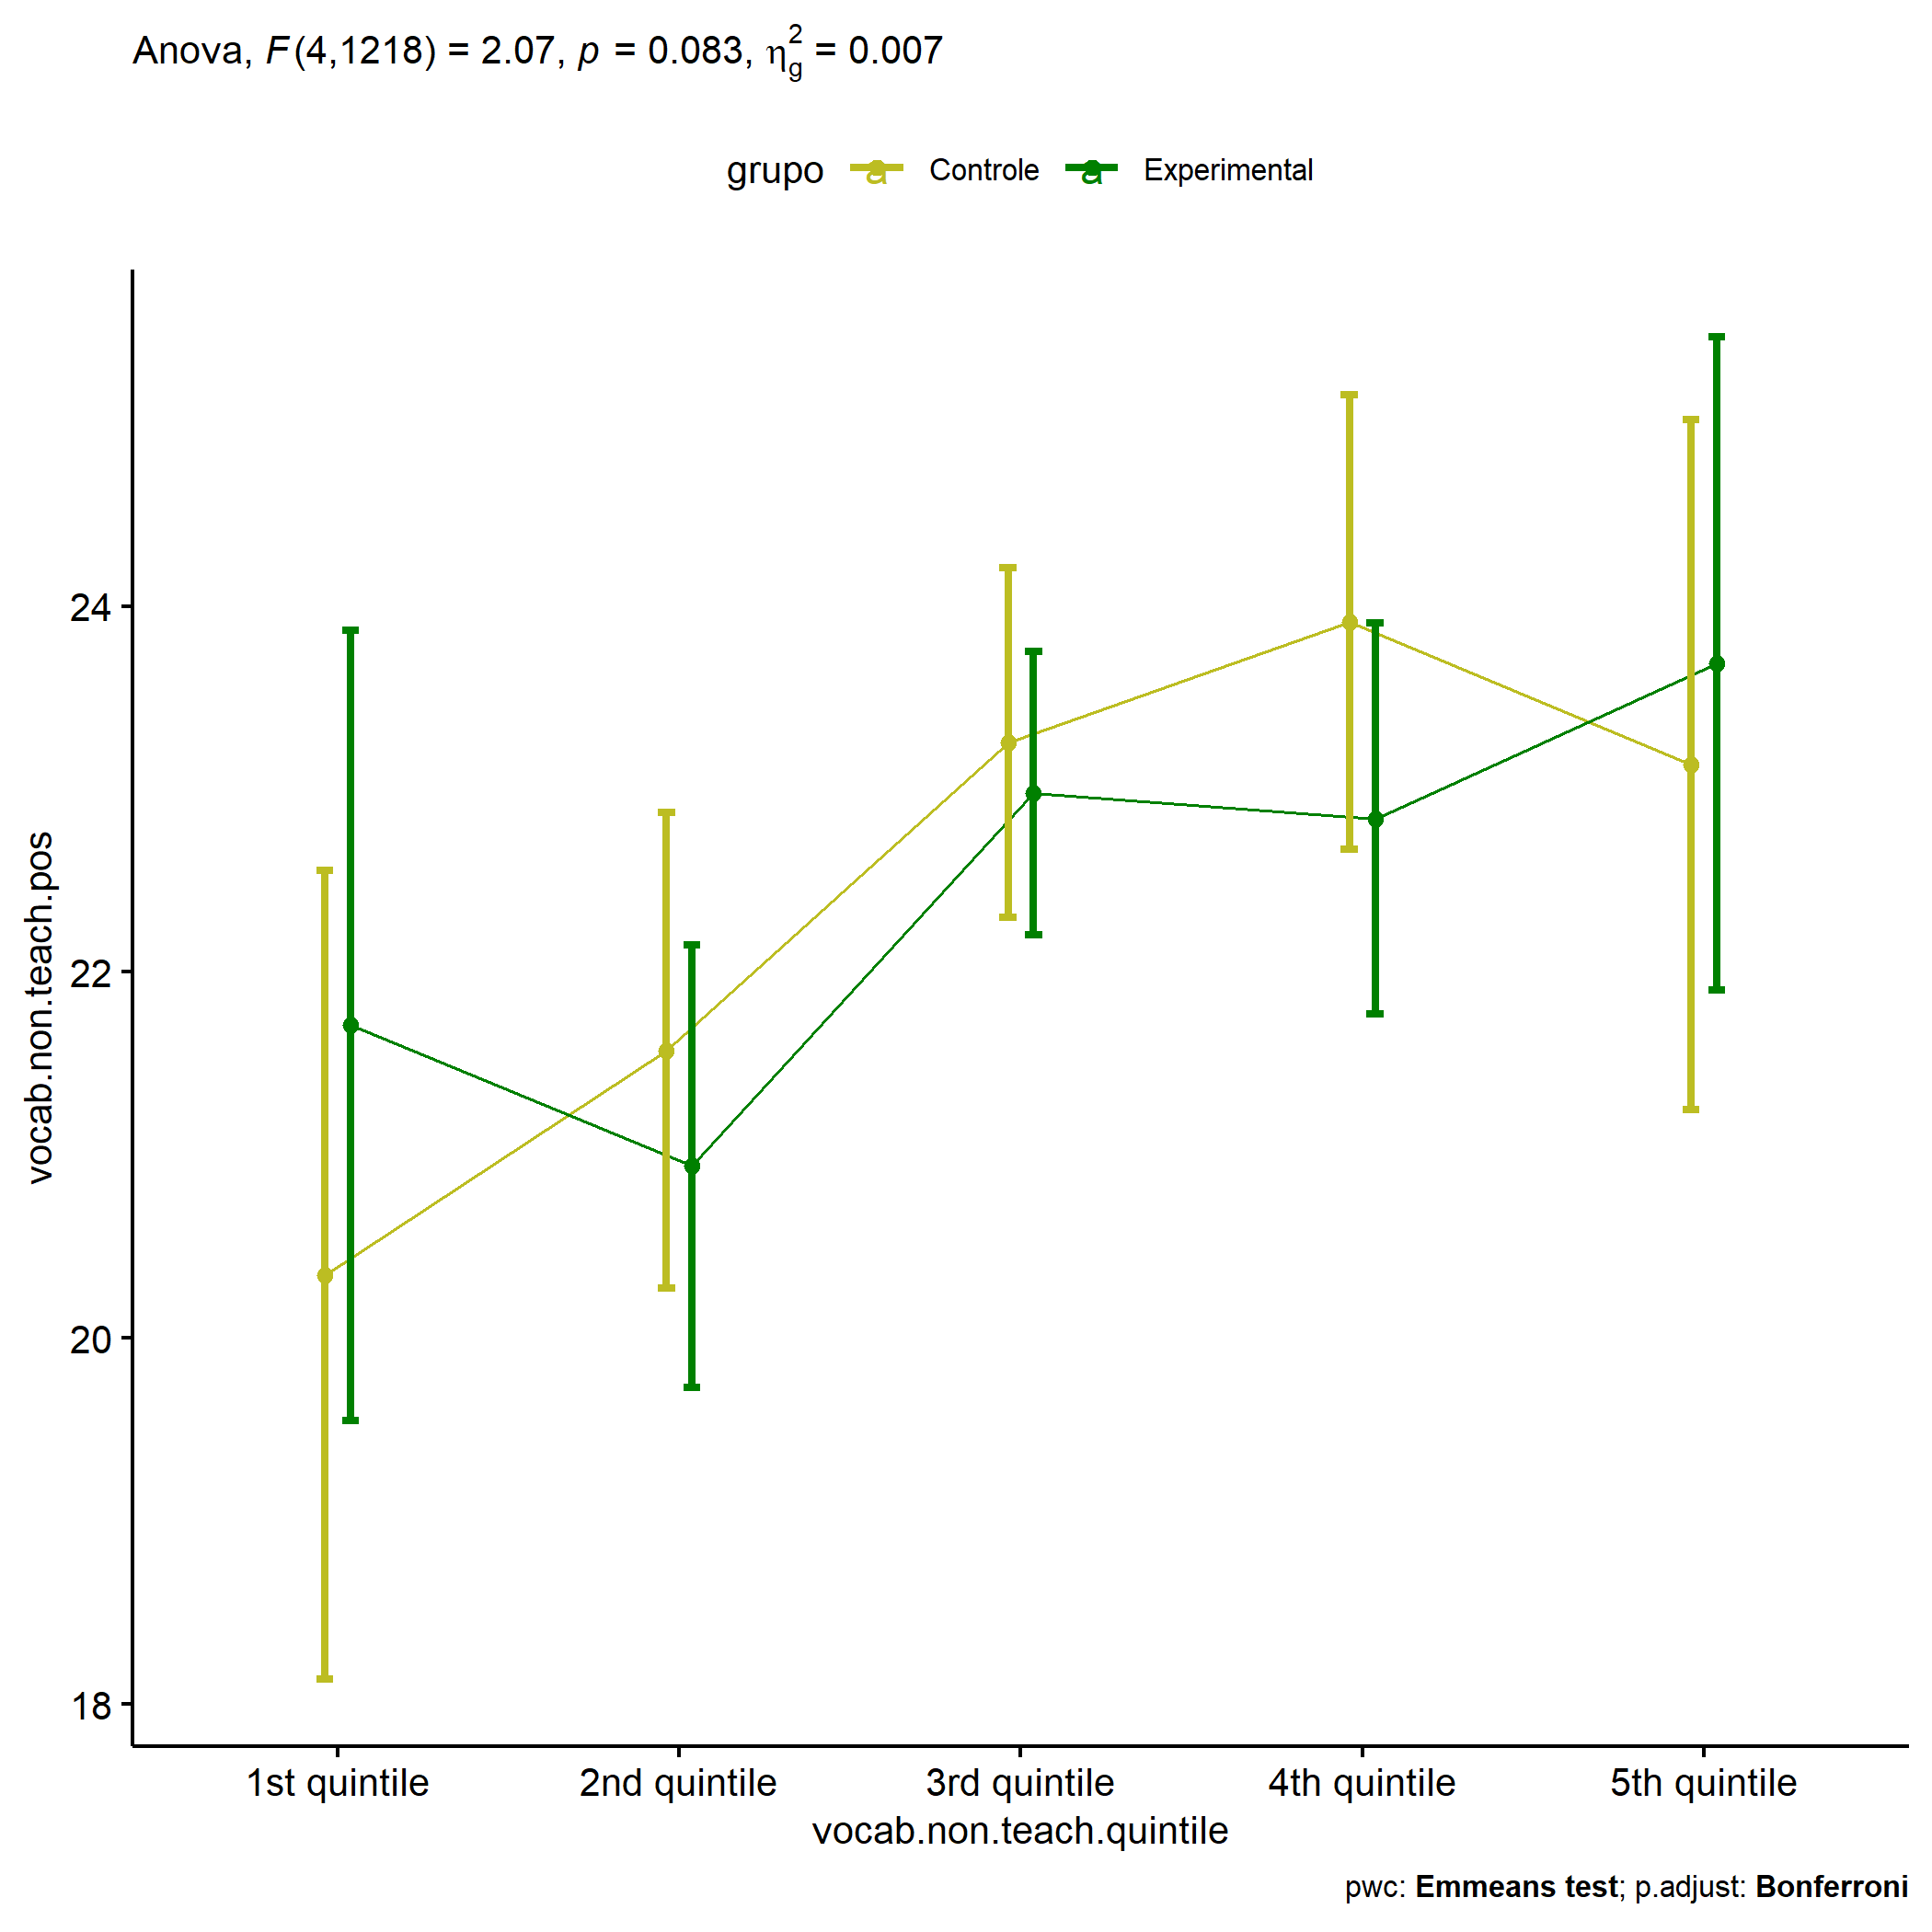 Anova, F(4,1218) = 2.07, p = 0.083, η²g = 0.007
grupo a Controle a Experimental
vocab.non.teach.pos
24
22
20
18
1st quintile 2nd quintile 3rd quintile 4th quintile 5th quintile
vocab.non.teach.quintile
pwc: Emmeans test; p.adjust: Bonferroni